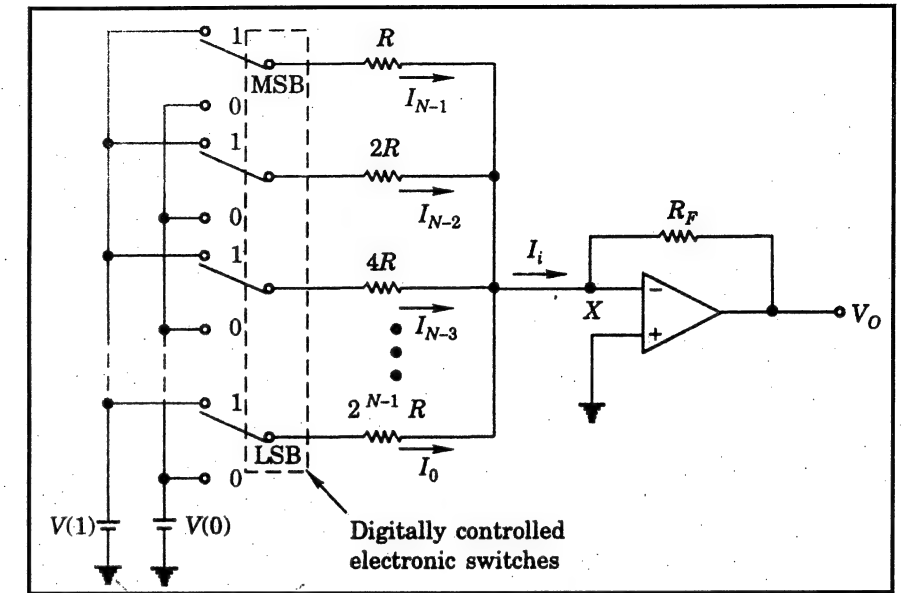 1
R
MSB
I_{N-1}
0
1
2R
I_{N-2}
0
1
4R
I_{N-3}
0
1
2^{N-1} R
LSB
I_0
0
I_i
X
R_F
−
+
V_O
V(1)
V(0)
Digitally controlled
electronic switches